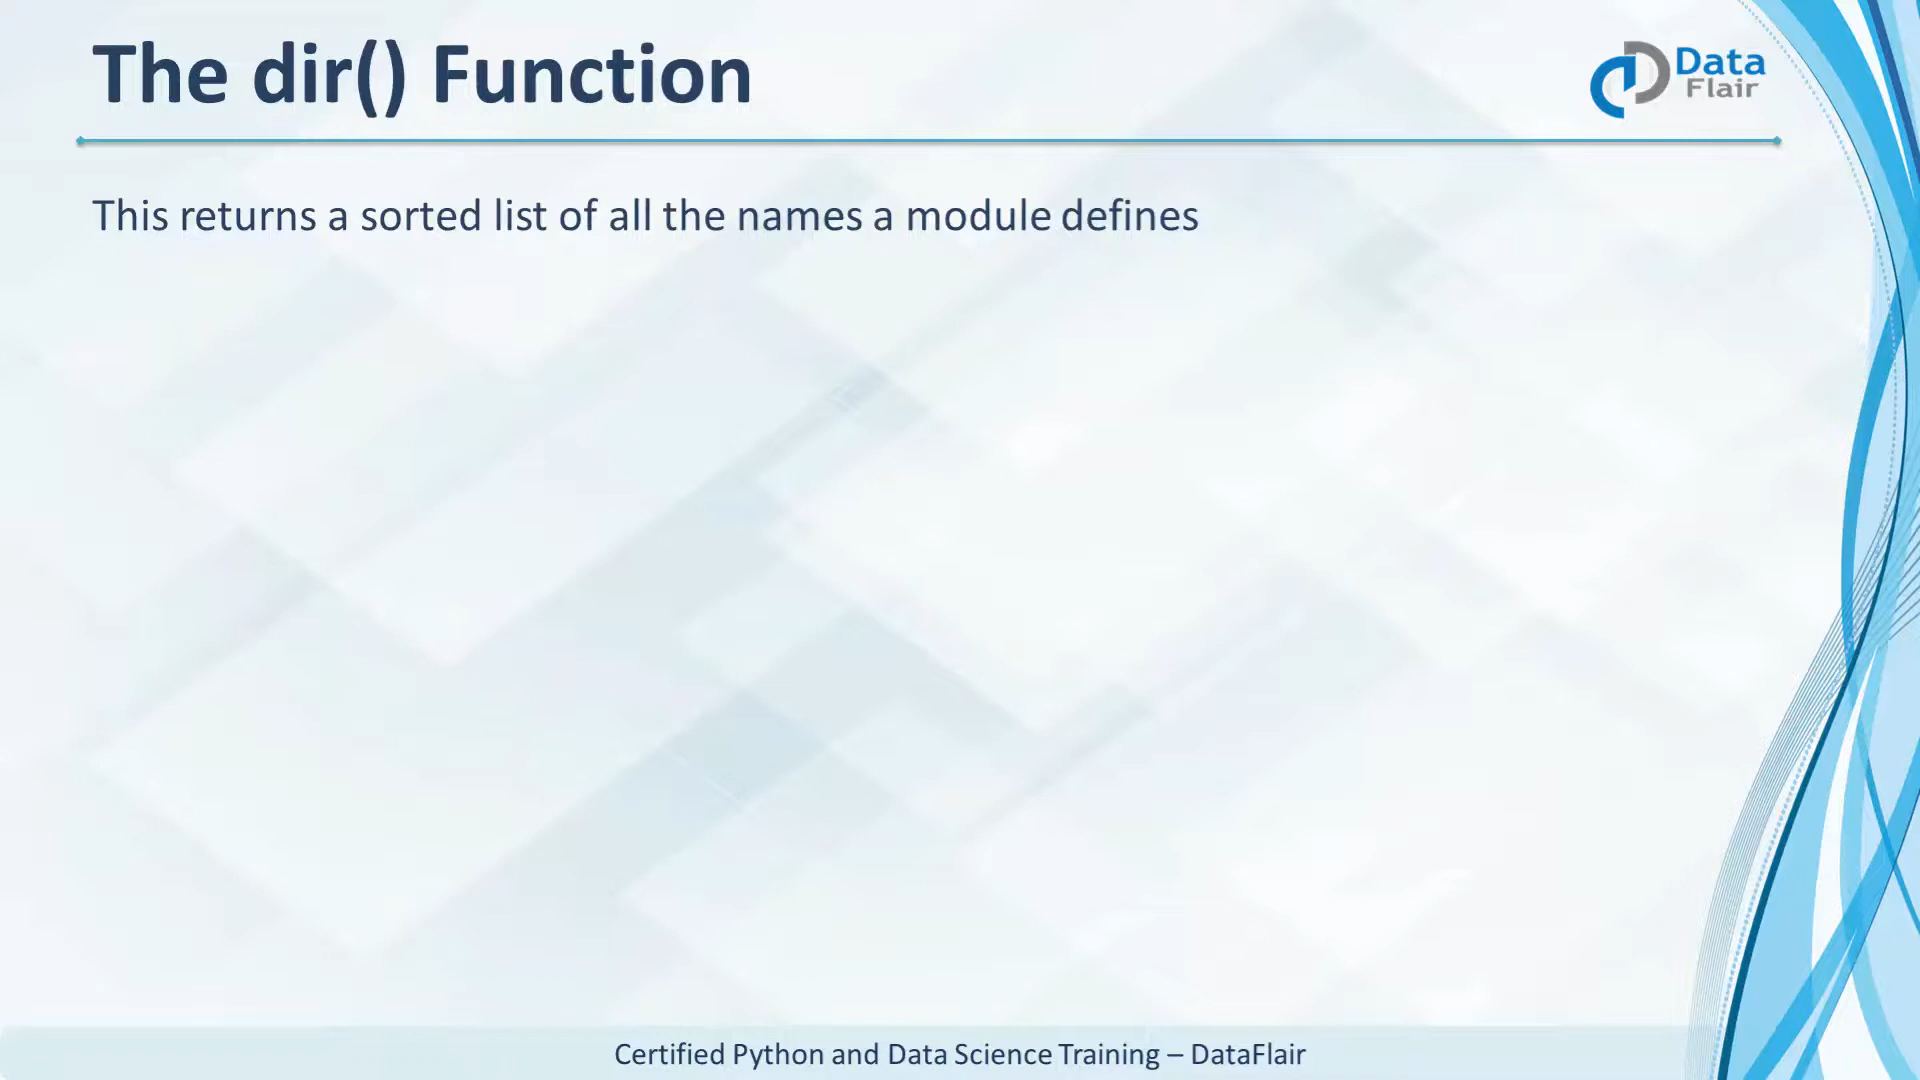 The dir() Function
Data
Flair
This returns a sorted list of all the names a module defines
Certified Python and Data Science Training – DataFlair